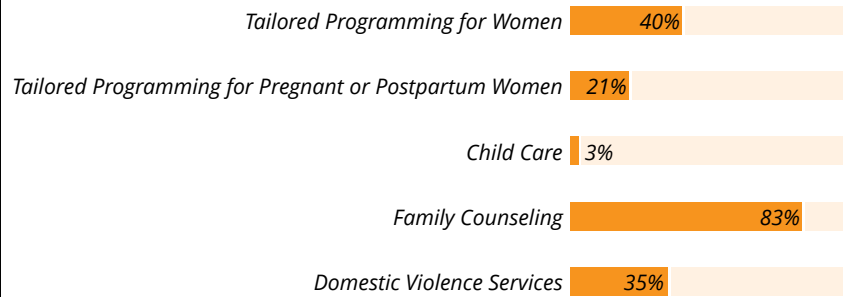 Tailored Programming for Women 40%
Tailored Programming for Pregnant or Postpartum Women 21%
Child Care 3%
Family Counseling 83%
Domestic Violence Services 35%